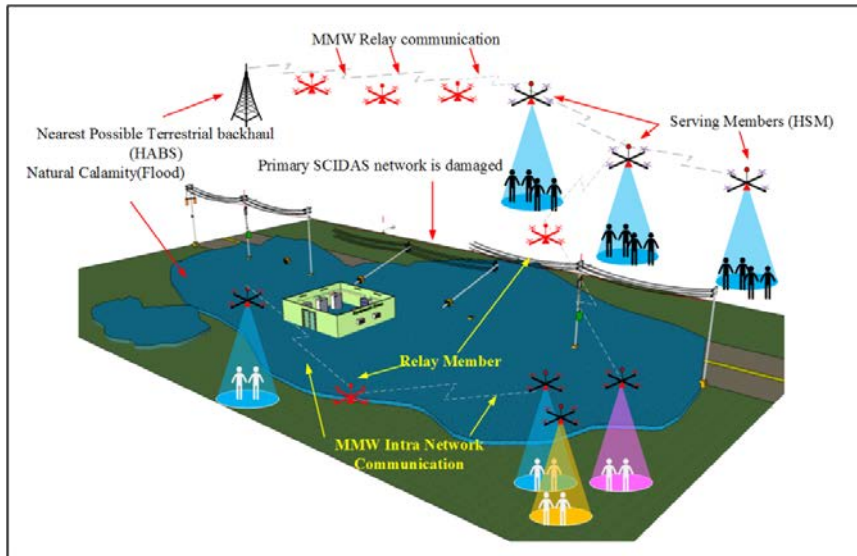 MMW Relay communication
Nearest Possible Terrestrial backhaul
(HABS)
Natural Calamity(Flood)
Serving Members (HSM)
Primary SCIDAS network is damaged
Relay Member
MMW Intra Network
Communication